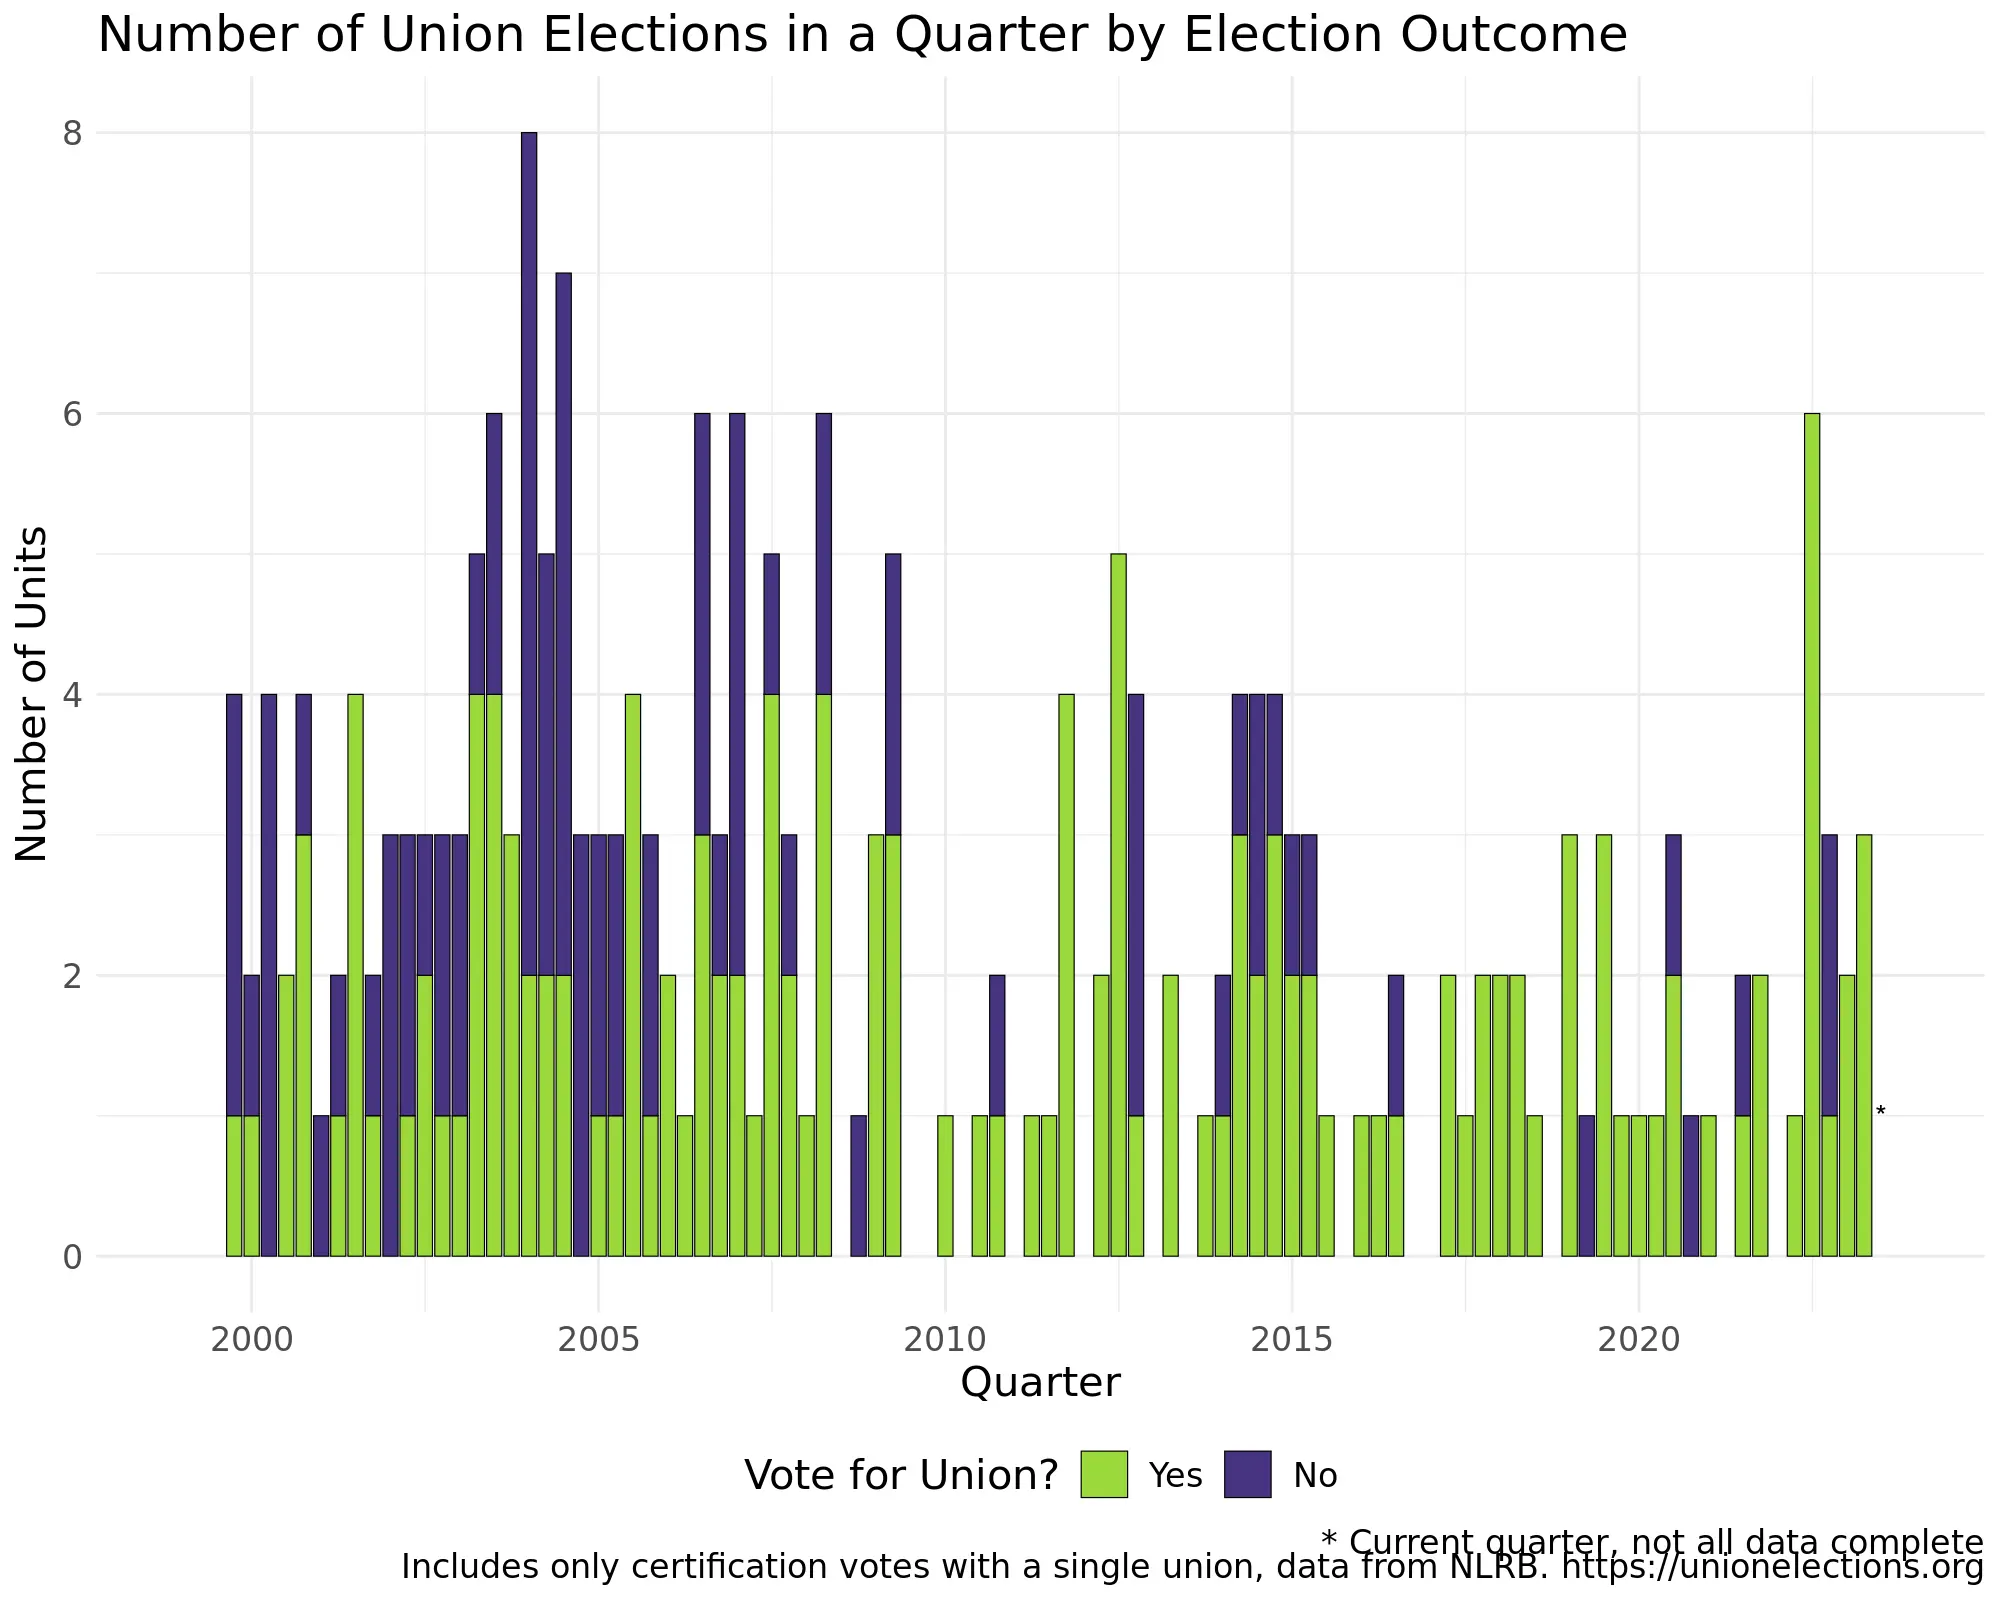 Number of Union Elections in a Quarter by Election Outcome
8
6
4
2
0
Number of Units
*
2000 2005 2010 2015 2020
Quarter
Vote for Union? Yes No
* Current quarter, not all data complete
Includes only certification votes with a single union, data from NLRB. https://unionelections.org